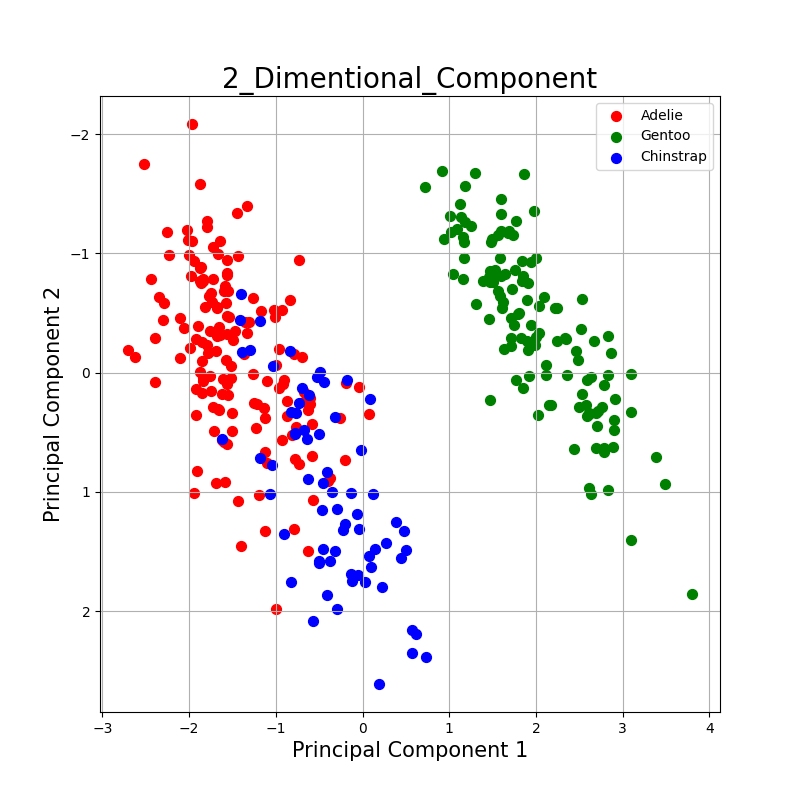 2_Dimentional_Component
Adelie
Gentoo
Chinstrap
Principal Component 2
−2
−1
0
1
2
−3
−2
−1
0
1
2
3
4
Principal Component 1